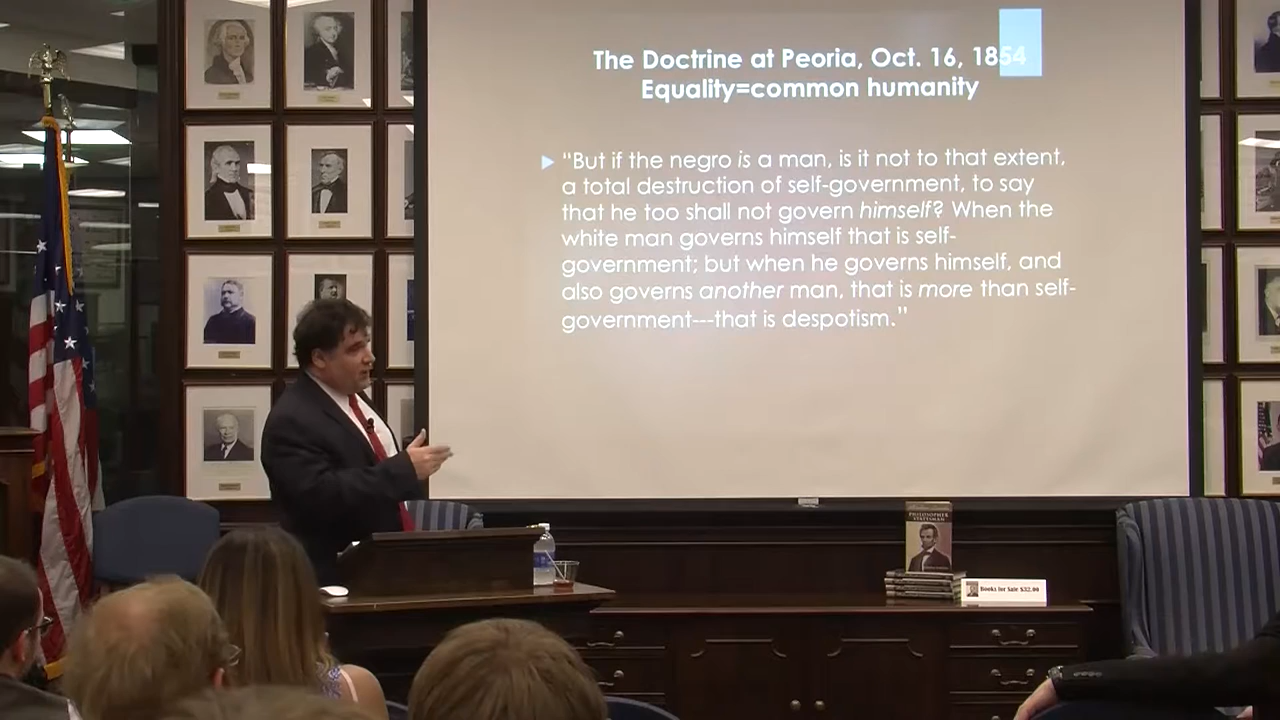 The Doctrine at Peoria, Oct. 16, 1854
Equality=common humanity
“But if the negro is a man, is it not to that extent,
a total destruction of self-government, to say
that he too shall not govern himself? When the
white man governs himself that is self-
government; but when he governs himself, and
also governs another man, that is more than self-
government---that is despotism.”
PHILOSOPHER
STATESMAN
Books for Sale $32.00